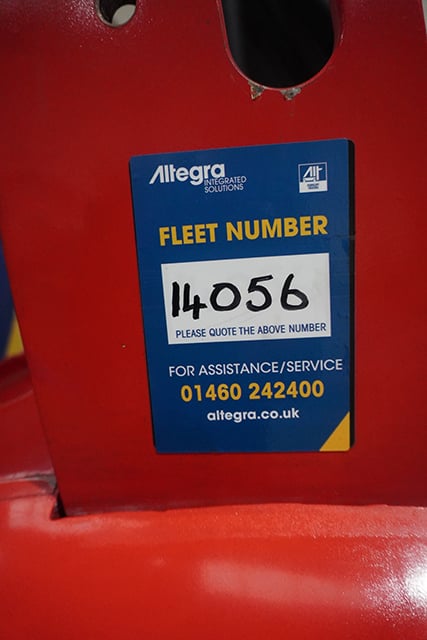 Altegra
INTEGRATED
SOLUTIONS
FLEET NUMBER
14056
PLEASE QUOTE THE ABOVE NUMBER
FOR ASSISTANCE/SERVICE
01460 242400
altegra.co.uk